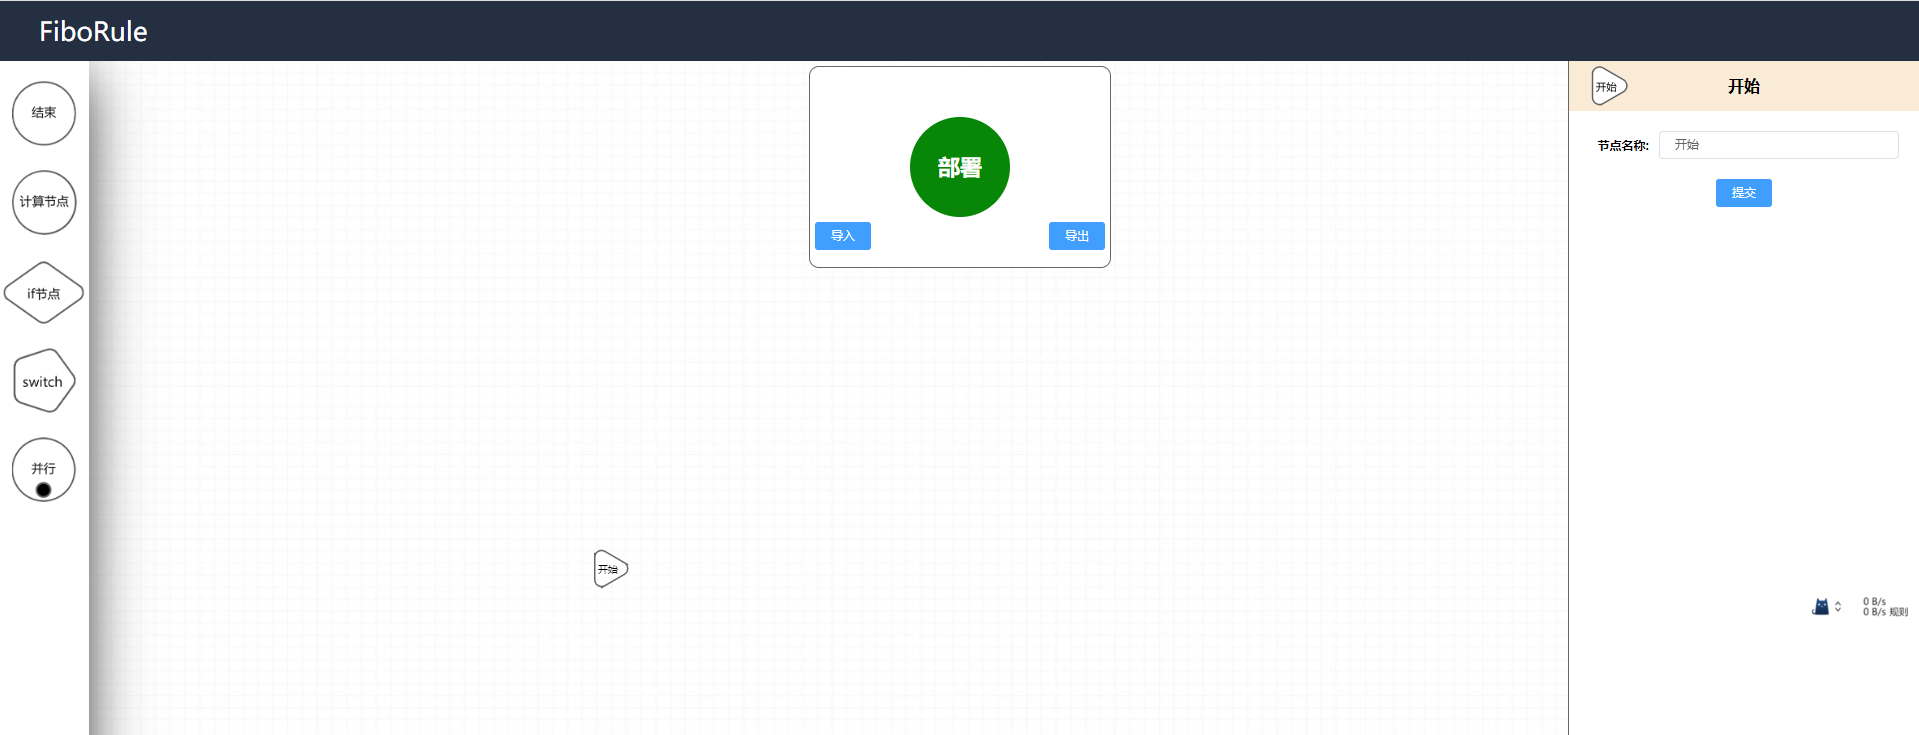 FiboRule
结束
计算节点
if节点
switch
并行
部署
导入
导出
开始
开始
开始
节点名称:
开始
提交
0 B/s
0 B/s 规则